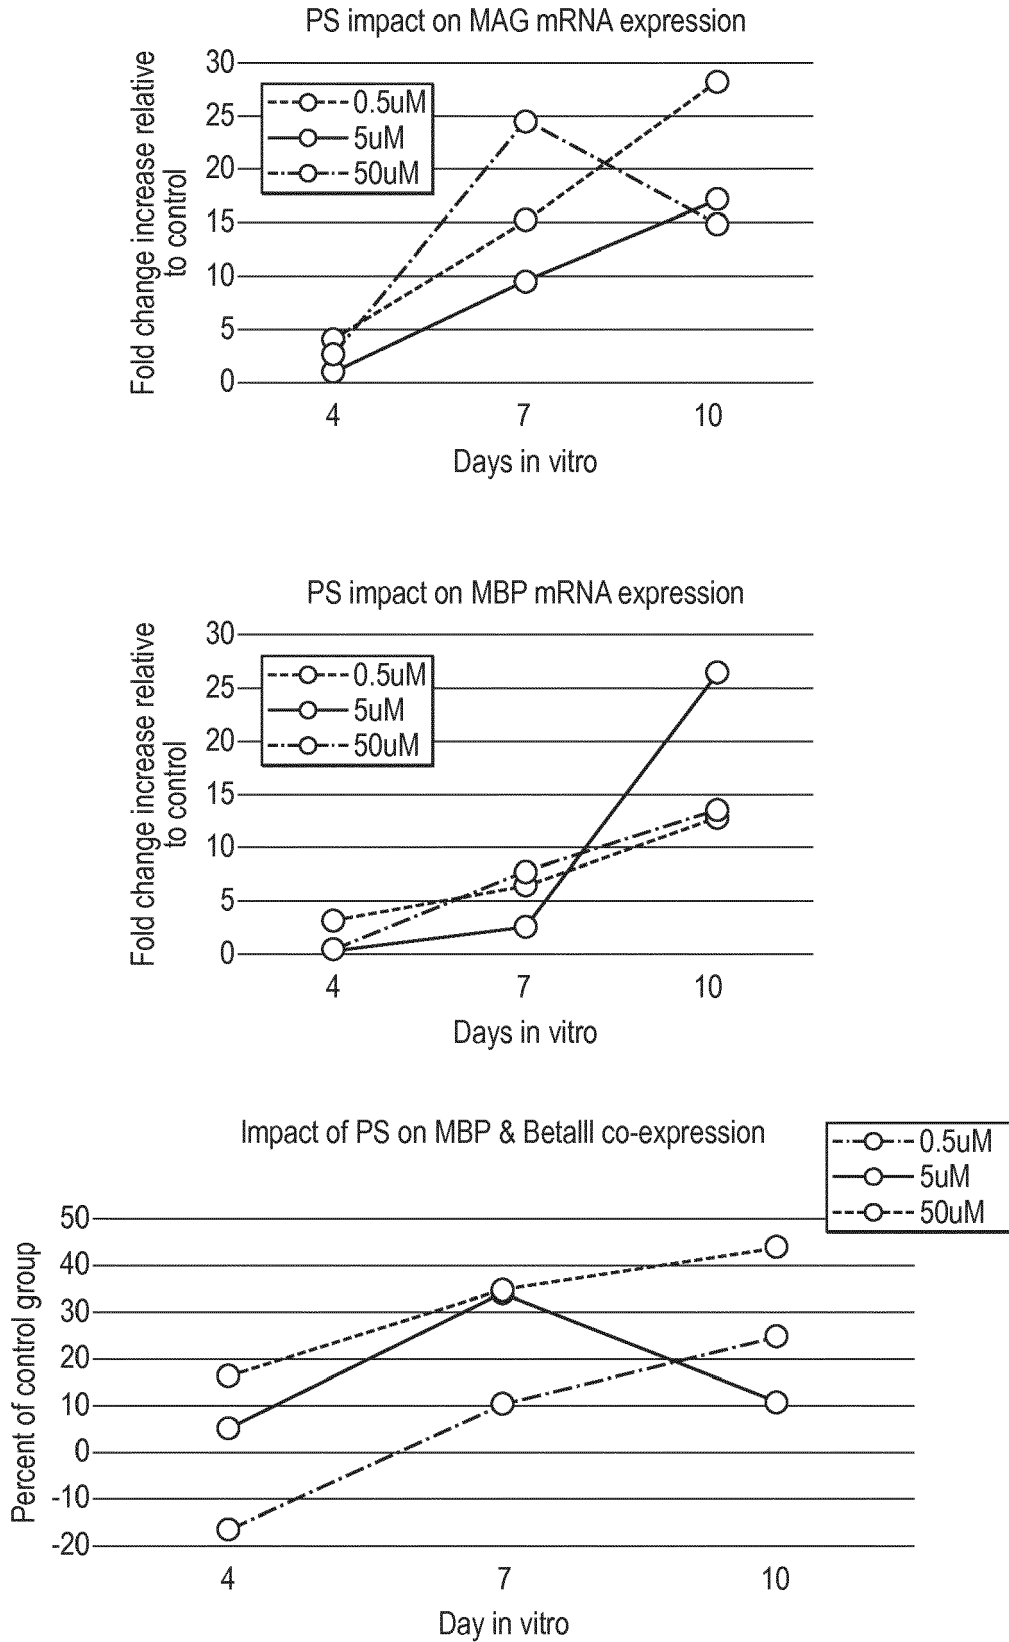 PS impact on MAG mRNA expression
Fold change increase relative
to control
30
25
20
15
10
5
0
0.5uM
5uM
50uM
4
7
10
Days in vitro
PS impact on MBP mRNA expression
Fold change increase relative
to control
30
25
20
15
10
5
0
0.5uM
5uM
50uM
4
7
10
Days in vitro
Impact of PS on MBP & BetaIII co-expression
0.5uM
5uM
50uM
Percent of control group
50
40
30
20
10
0
-10
-20
4
7
10
Day in vitro